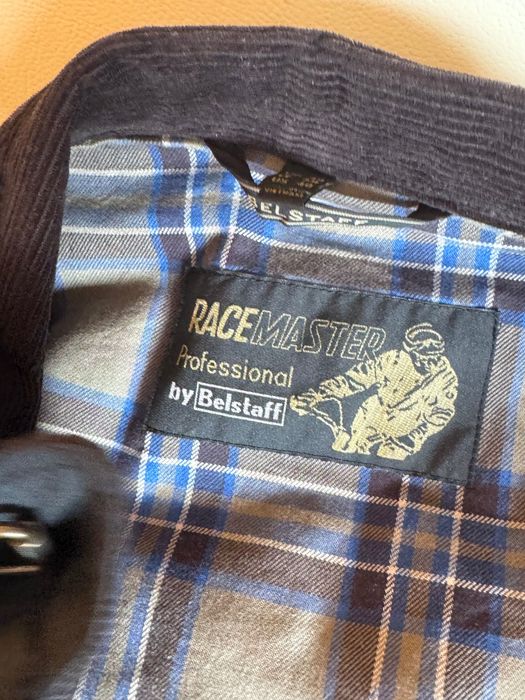 BELSTAFF
RACEMASTER
Professional
by Belstaff